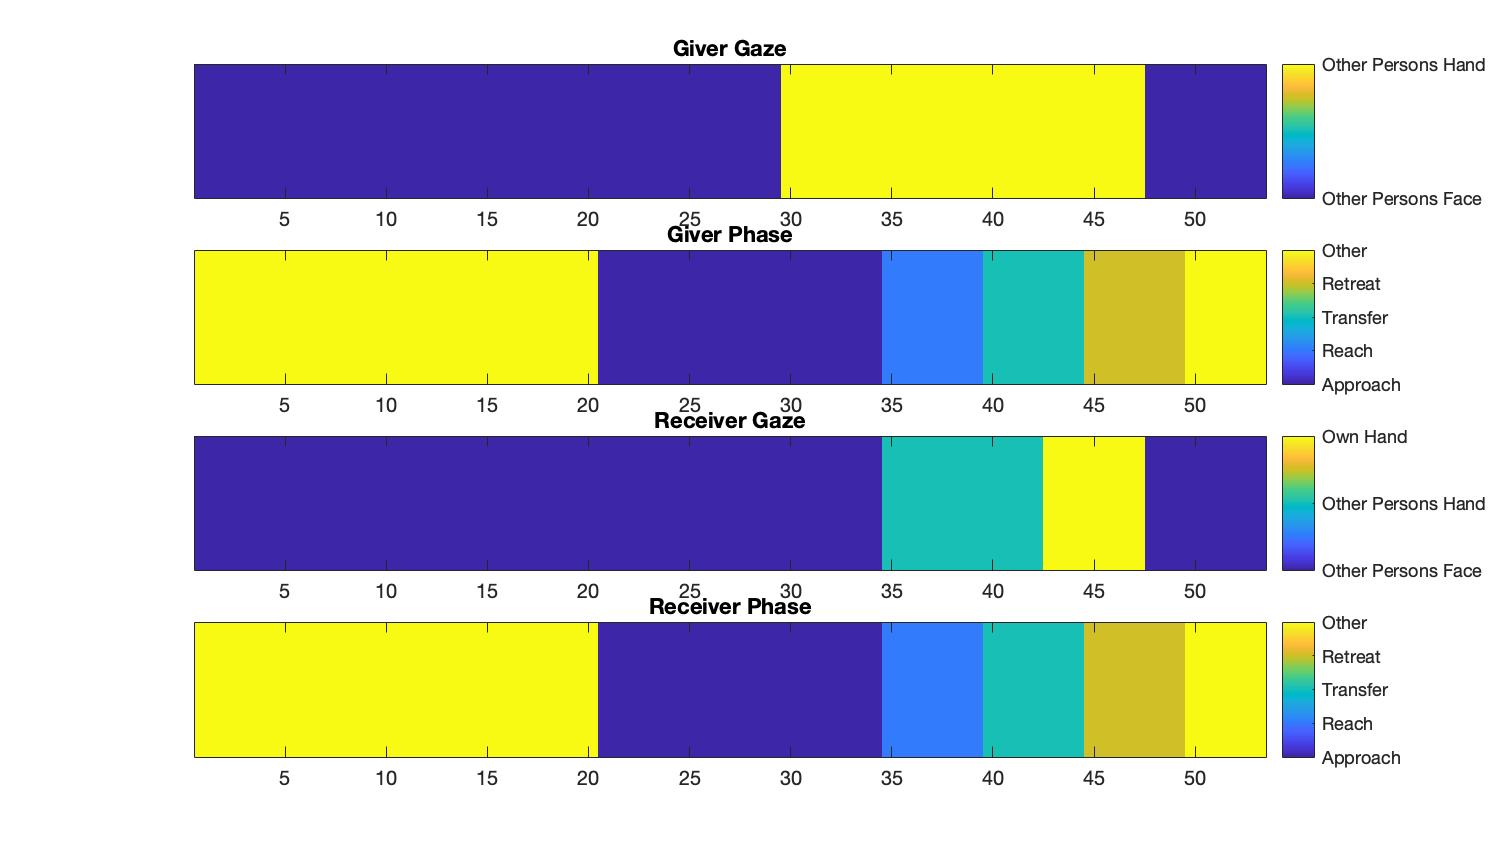 Giver Gaze
Other Persons Hand
Other Persons Face
5 10 15 20 25 30 35 40 45 50
Giver Phase
Other
Retreat
Transfer
Reach
Approach
5 10 15 20 25 30 35 40 45 50
Receiver Gaze
Own Hand
Other Persons Hand
Other Persons Face
5 10 15 20 25 30 35 40 45 50
Receiver Phase
Other
Retreat
Transfer
Reach
Approach
5 10 15 20 25 30 35 40 45 50